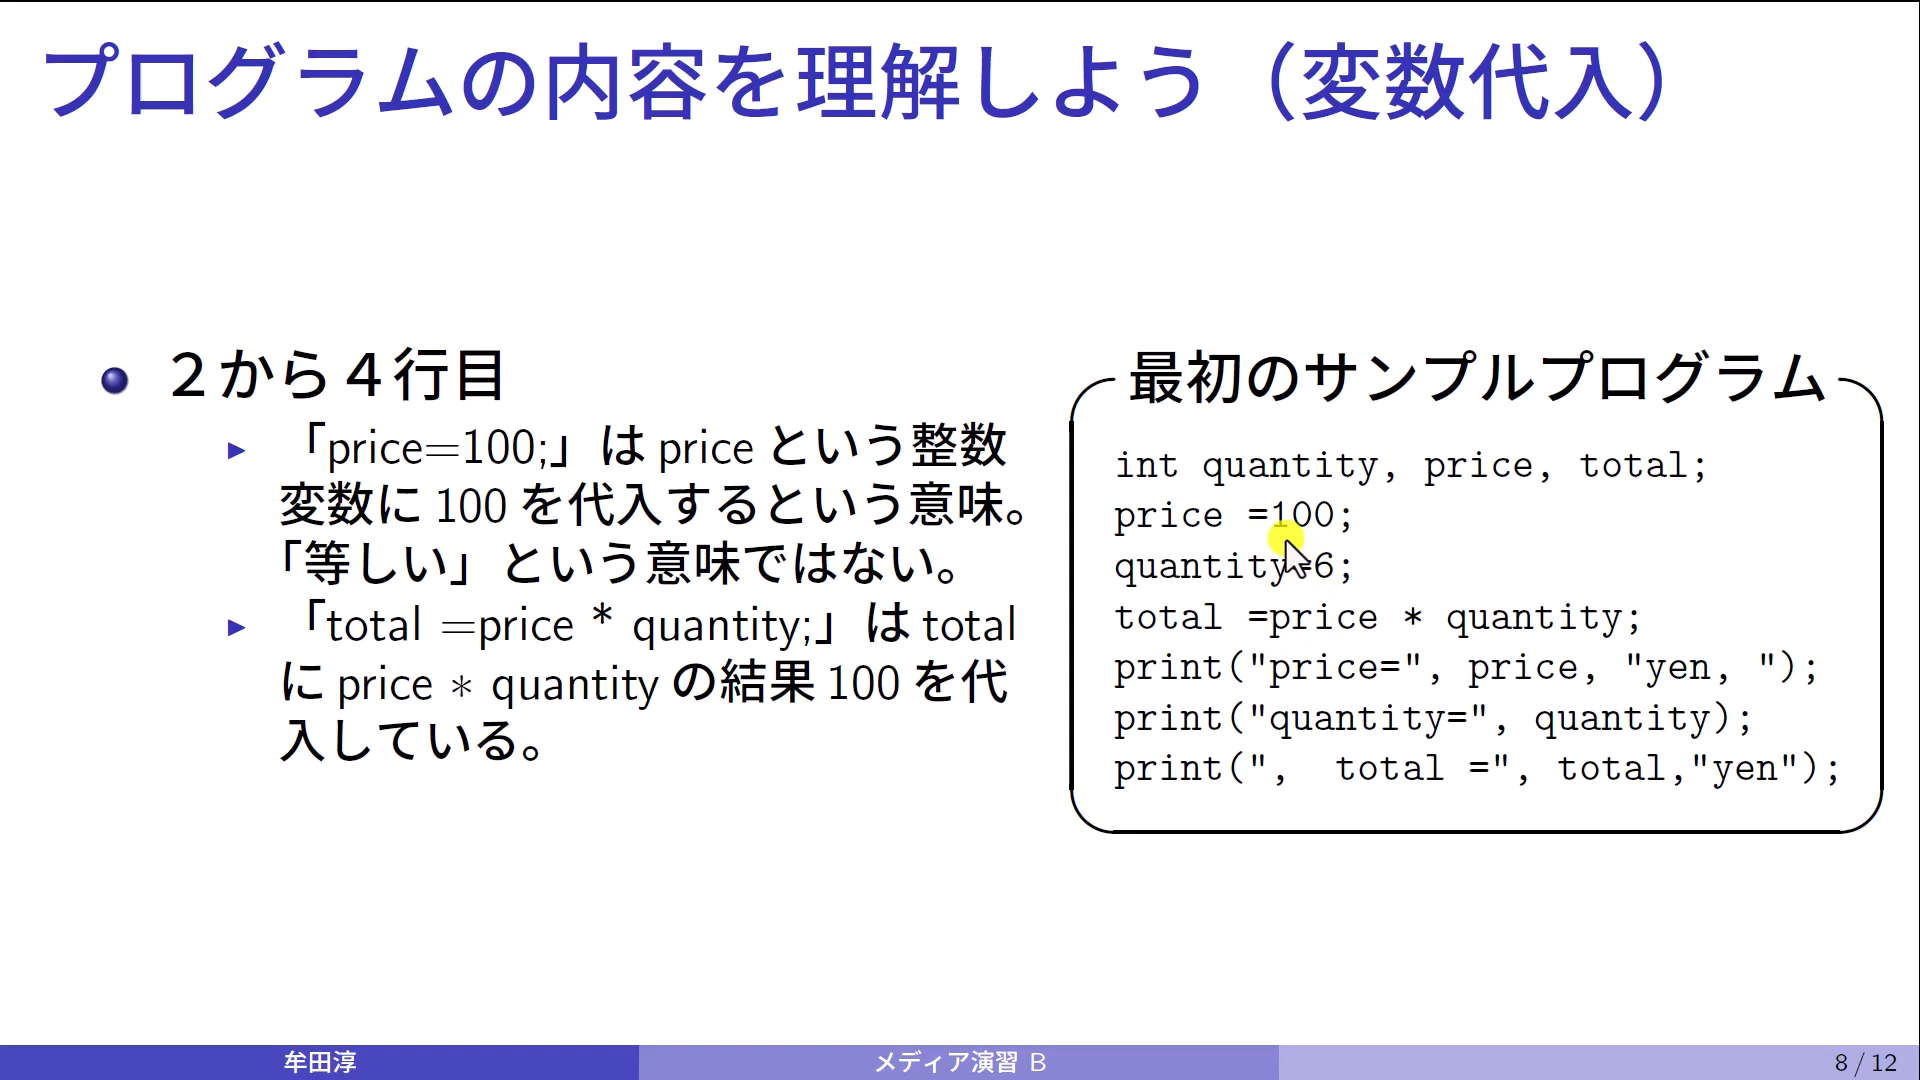 プログラムの内容を理解しよう（変数代入）
２から４行目
「price=100;」は price という整数
変数に 100 を代入するという意味。
「等しい」という意味ではない。
「total =price * quantity;」は total
に price * quantity の結果 100 を代
入している。
最初のサンプルプログラム
int quantity, price, total;
price =100;
quantity=6;
total =price * quantity;
print("price=", price, "yen, ");
print("quantity=", quantity);
print(",  total =", total,"yen");
牟田淳
メディア演習 B
8 / 12